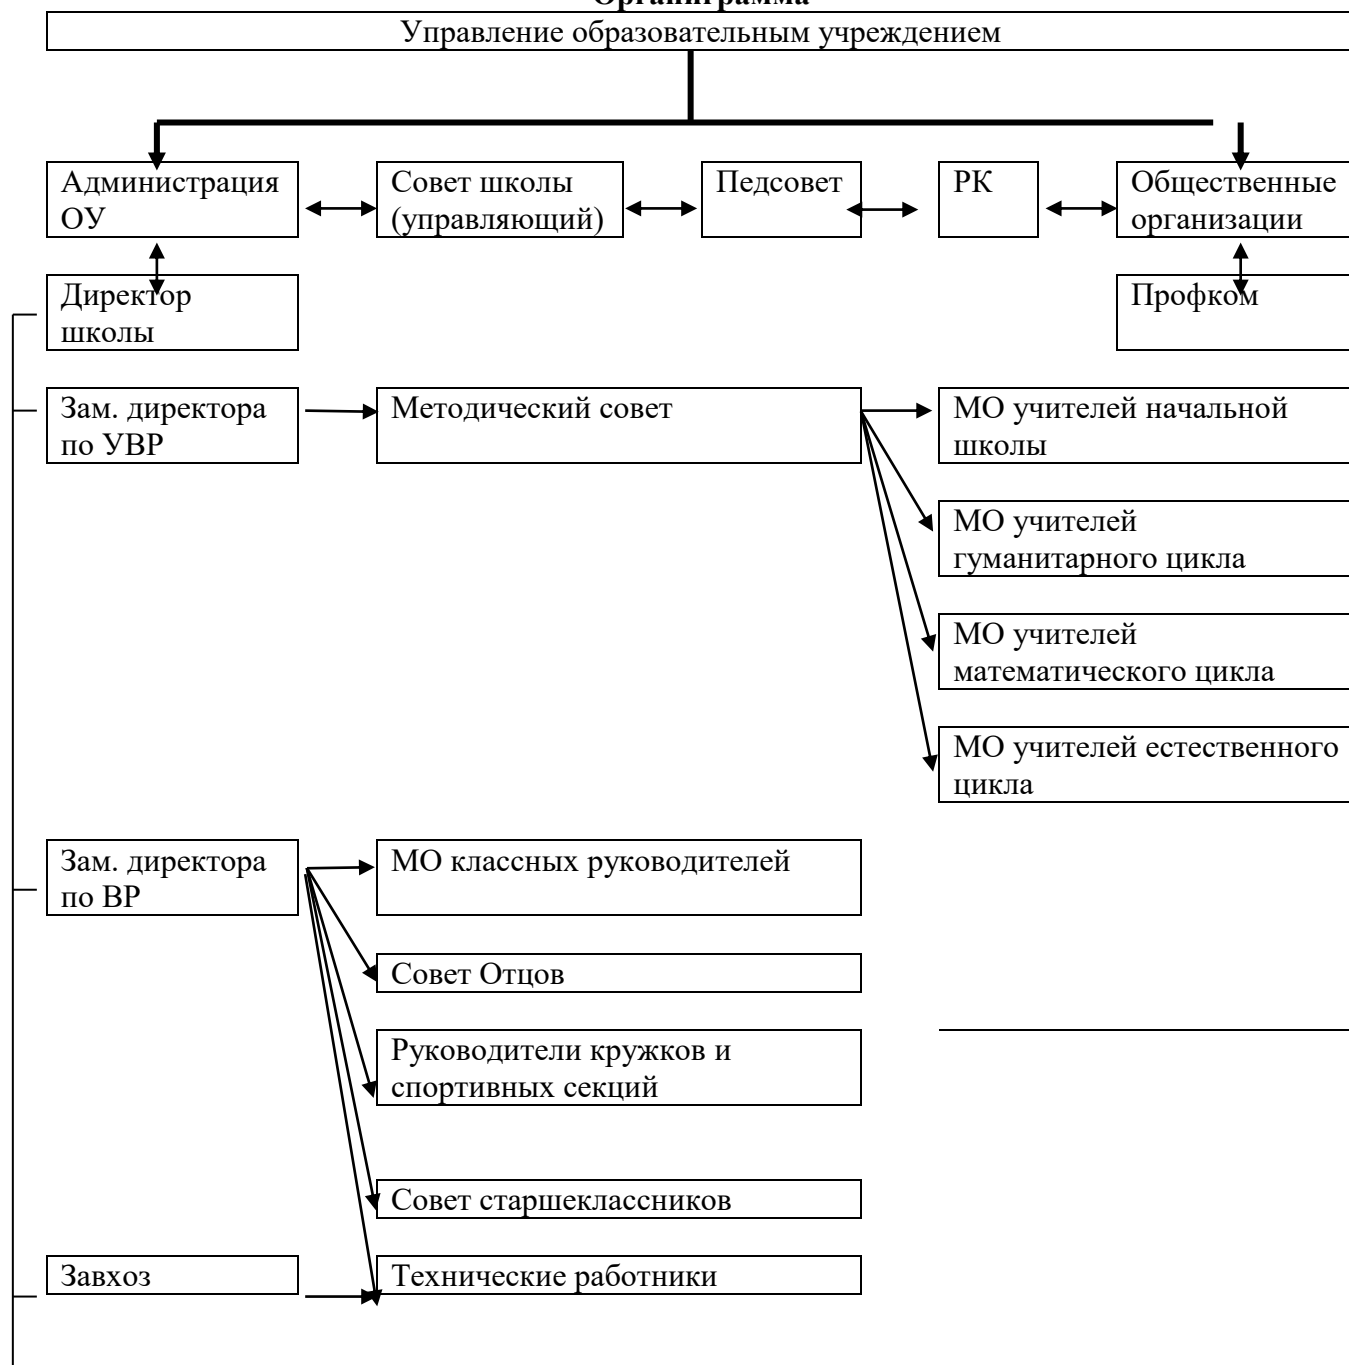 Органиграмма
Управление образовательным учреждением
Администрация
ОУ
Совет школы
(управляющий)
Педсовет
РК
Общественные
организации
Директор
школы
Профком
Зам. директора
по УВР
Методический совет
МО учителей начальной
школы
МО учителей
гуманитарного цикла
МО учителей
математического цикла
МО учителей естественного
цикла
Зам. директора
по ВР
МО классных руководителей
Совет Отцов
Руководители кружков и
спортивных секций
Совет старшеклассников
Завхоз
Технические работники